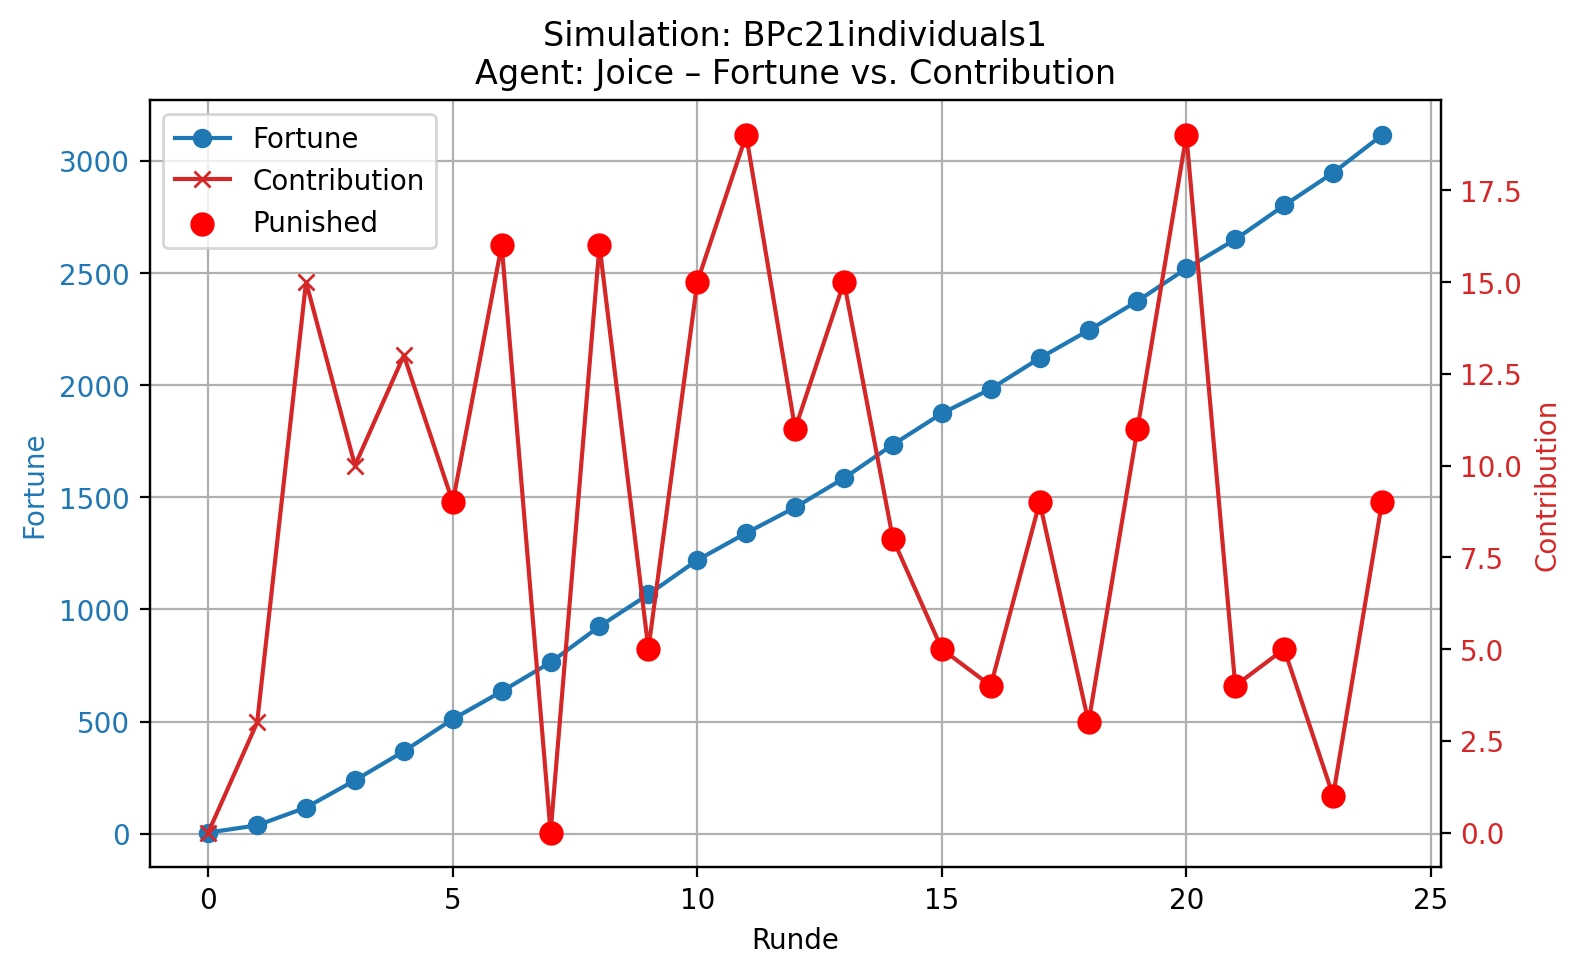 Simulation: BPc21individuals1
Agent: Joice – Fortune vs. Contribution
Fortune
Contribution
Punished
3000
2500
2000
1500
1000
500
0
Fortune
17.5
15.0
12.5
10.0
7.5
5.0
2.5
0.0
Contribution
0 5 10 15 20 25
Runde